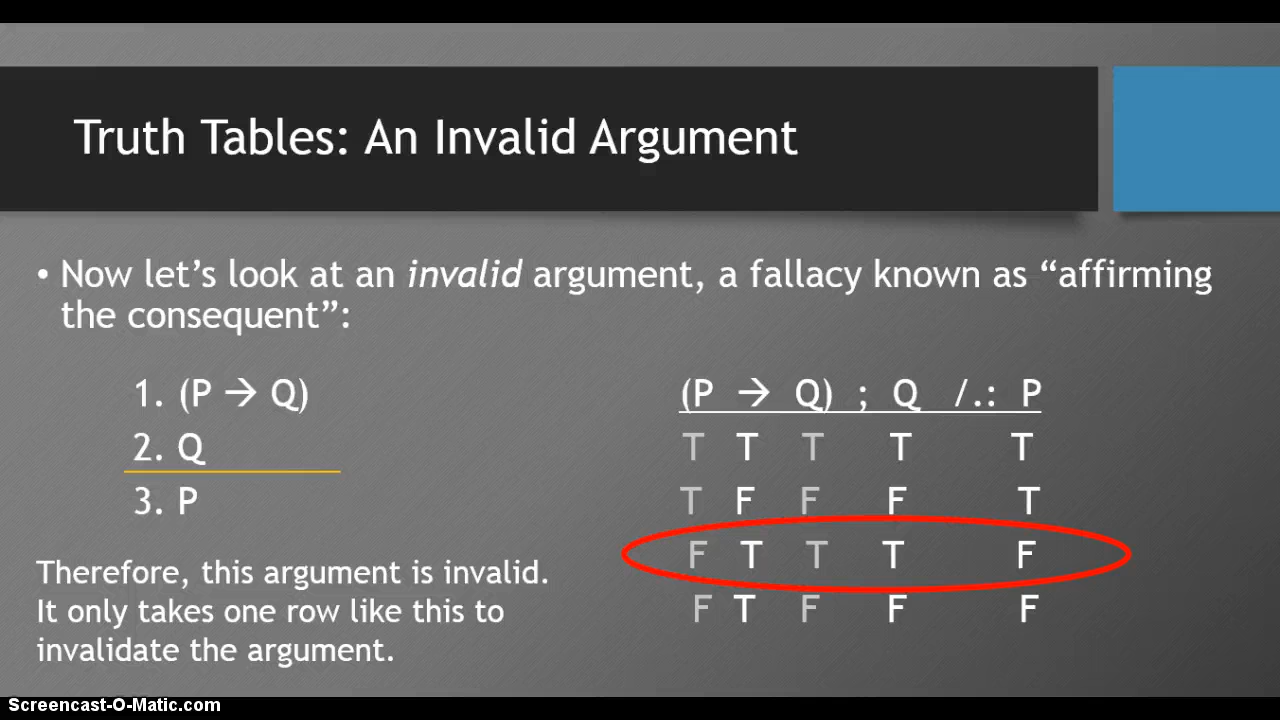 Truth Tables: An Invalid Argument
• Now let’s look at an invalid argument, a fallacy known as “affirming
the consequent”:
1. (P → Q)
2. Q
3. P
Therefore, this argument is invalid.
It only takes one row like this to
invalidate the argument.
(P → Q) ; Q /.: P
T T T T T
T F F F T
F T T T F
F T F F F
Screencast-O-Matic.com